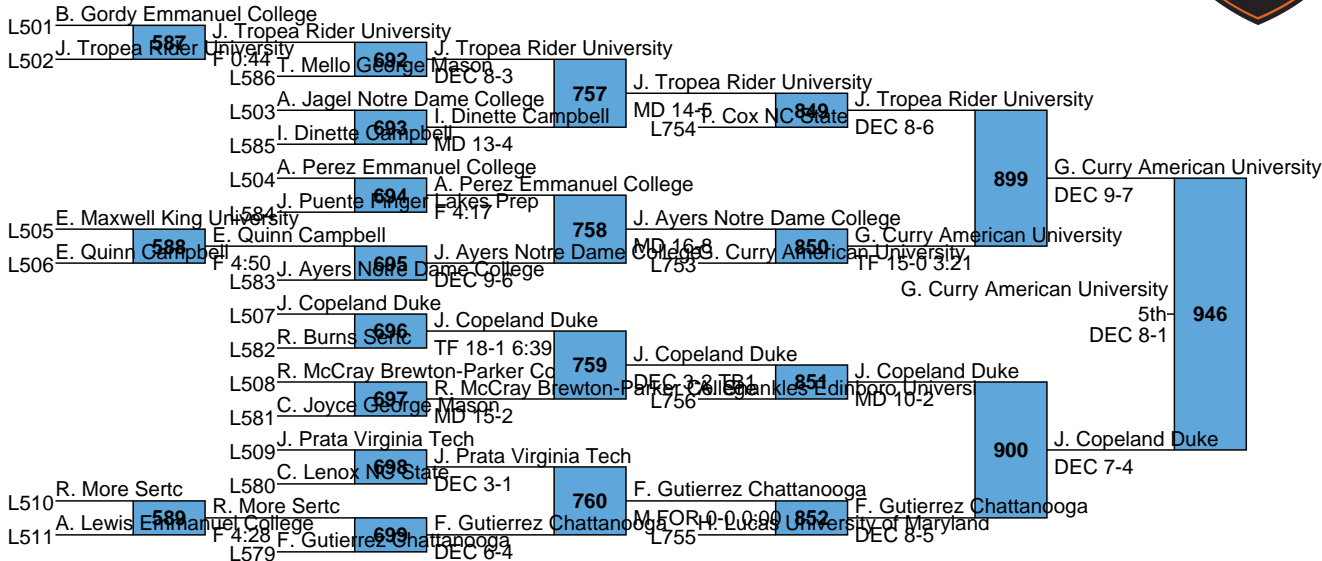 L501 B. Gordy Emmanuel College
L502 J. Tropea Rider University
587
J. Tropea Rider University
F 0:44
L586 T. Mello George Mason
692
J. Tropea Rider University
DEC 8-3
L503 A. Jagel Notre Dame College
L585 I. Dinette Campbell
693
I. Dinette Campbell
MD 13-4
757
J. Tropea Rider University
MD 14-5
L754 T. Cox NC State
849
J. Tropea Rider University
DEC 8-6
L504 A. Perez Emmanuel College
L584 J. Puente Finger Lakes Prep
694
A. Perez Emmanuel College
F 4:17
L505 E. Maxwell King University
L506 E. Quinn Campbell
588
E. Quinn Campbell
F 4:50
L583 J. Ayers Notre Dame College
695
J. Ayers Notre Dame College
DEC 9-6
758
J. Ayers Notre Dame College
MD 16-8
L753 G. Curry American University
850
G. Curry American University
TF 15-0 3:21
899
G. Curry American University
DEC 9-7
L507 J. Copeland Duke
L582 R. Burns Sertc
696
J. Copeland Duke
TF 18-1 6:39
L508 R. McCray Brewton-Parker Co
L581 C. Joyce George Mason
697
R. McCray Brewton-Parker College
MD 15-2
759
J. Copeland Duke
DEC 3-2 TB1
L756 Shankles Edinboro Universi
851
J. Copeland Duke
MD 10-2
L509 J. Prata Virginia Tech
L580 C. Lenox NC State
698
J. Prata Virginia Tech
DEC 3-1
L510 R. More Sertc
L511 A. Lewis Emmanuel College
589
R. More Sertc
F 4:28
L579 F. Gutierrez Chattanooga
699
F. Gutierrez Chattanooga
DEC 6-4
760
F. Gutierrez Chattanooga
M FOR 0-0 0:00
L755 H. Lucas University of Maryland
852
F. Gutierrez Chattanooga
DEC 8-5
900
J. Copeland Duke
DEC 7-4
946
G. Curry American University
5th
DEC 8-1